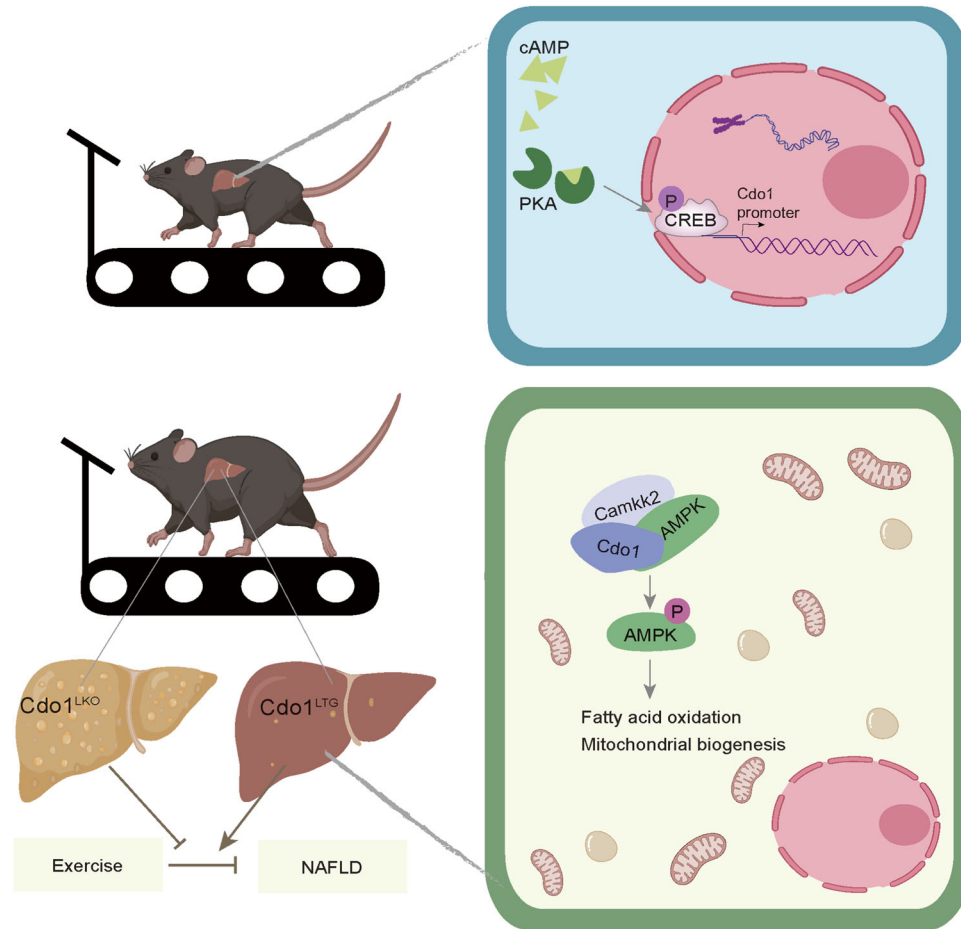 cAMP
PKA
P
CREB
Cdo1
promoter
Camkk2
AMPK
Cdo1
P
AMPK
Fatty acid oxidation
Mitochondrial biogenesis
Cdo1LKO
Cdo1LTG
Exercise
NAFLD